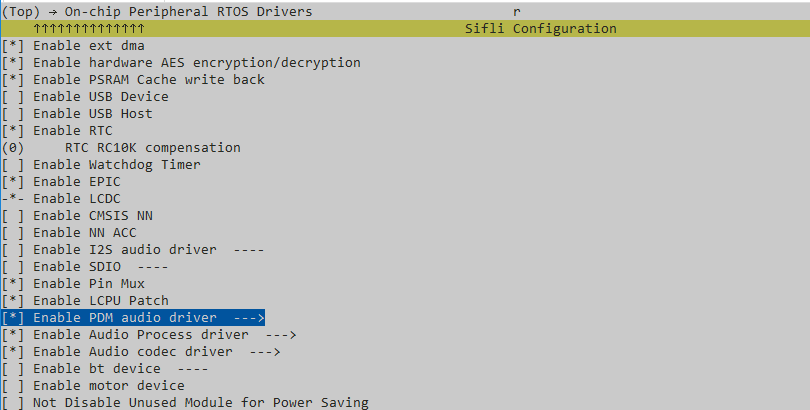 (Top) → On-chip Peripheral RTOS Drivers r
↑↑↑↑↑↑↑↑↑↑↑↑↑↑ Sifli Configuration
[*] Enable ext dma
[*] Enable hardware AES encryption/decryption
[*] Enable PSRAM Cache write back
[ ] Enable USB Device
[ ] Enable USB Host
[*] Enable RTC
(0) RTC RC10K compensation
[ ] Enable Watchdog Timer
[*] Enable EPIC
-*- Enable LCDC
[ ] Enable CMSIS NN
[ ] Enable NN ACC
[ ] Enable I2S audio driver ----
[ ] Enable SDIO ----
[*] Enable Pin Mux
[*] Enable LCPU Patch
[*] Enable PDM audio driver --->
[*] Enable Audio Process driver --->
[*] Enable Audio codec driver --->
[ ] Enable bt device ----
[ ] Enable motor device
[ ] Not Disable Unused Module for Power Saving